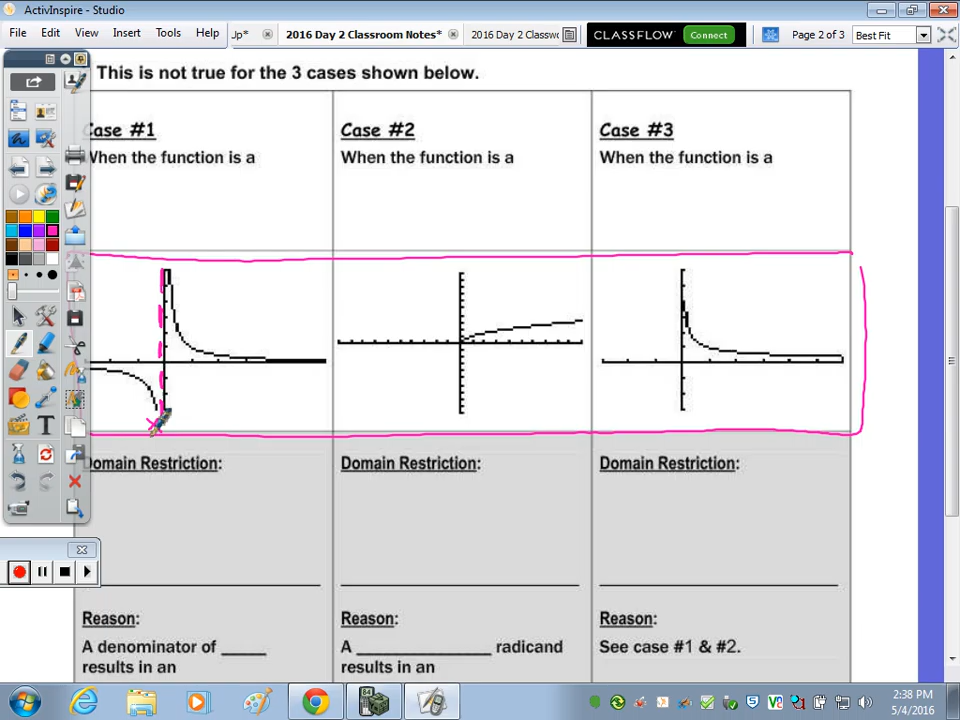 ActivInspire - Studio
File Edit View Insert Tools Help
Jp* 2016 Day 2 Classroom Notes* 2016 Day 2 Classw CLASSFLOW Connect Page 2 of 3 Best Fit
This is not true for the 3 cases shown below.
Case #1
When the function is a
Case #2
When the function is a
Case #3
When the function is a
Domain Restriction:
Domain Restriction:
Domain Restriction:
Reason:
A denominator of _____
results in an
Reason:
A ______________ radicand
results in an
Reason:
See case #1 & #2.
2:38 PM
5/4/2016